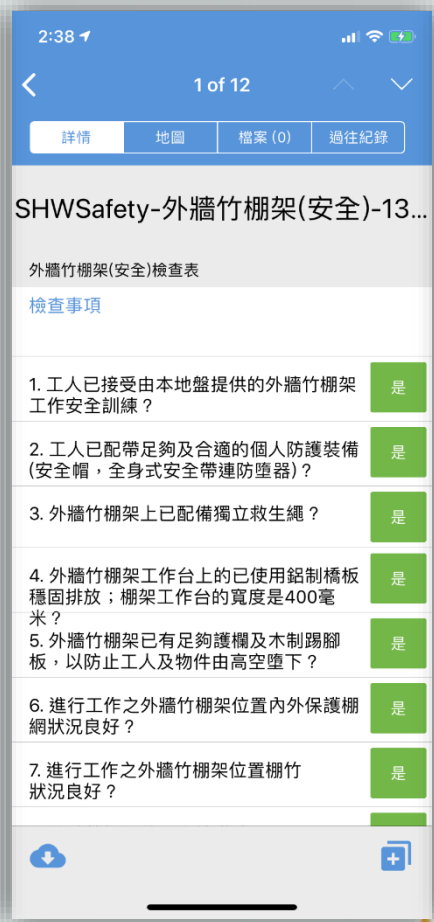 2:38
1 of 12
詳情 地圖 檔案 (0) 過往紀錄
SHWSafety-外牆竹棚架(安全)-13...
外牆竹棚架(安全)檢查表
檢查事項
1. 工人已接受由本地盤提供的外牆竹棚架
工作安全訓練？
是
2. 工人已配帶足夠及合適的個人防護裝備
(安全帽，全身式安全帶連防墮器)？
是
3. 外牆竹棚架上已配備獨立救生繩？
是
4. 外牆竹棚架工作台上的已使用鋁制橋板
穩固排放；棚架工作台的寬度是400毫
米？
是
5. 外牆竹棚架已有足夠護欄及木制踢腳
板，以防止工人及物件由高空墮下？
是
6. 進行工作之外牆竹棚架位置內外保護棚
網狀況良好？
是
7. 進行工作之外牆竹棚架位置棚竹
狀況良好？
是